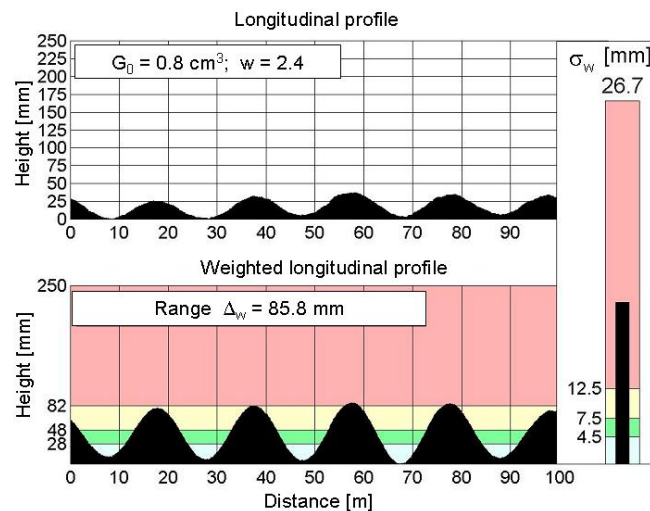 Longitudinal profile
G₀ = 0.8 cm³; w = 2.4
Height [mm]
250
225
200
175
150
125
100
75
50
25
0
0 10 20 30 40 50 60 70 80 90
σw [mm]
26.7
12.5
7.5
4.5
Weighted longitudinal profile
Range Δw = 85.8 mm
Height [mm]
250
82
48
28
0 10 20 30 40 50 60 70 80 90 100
Distance [m]